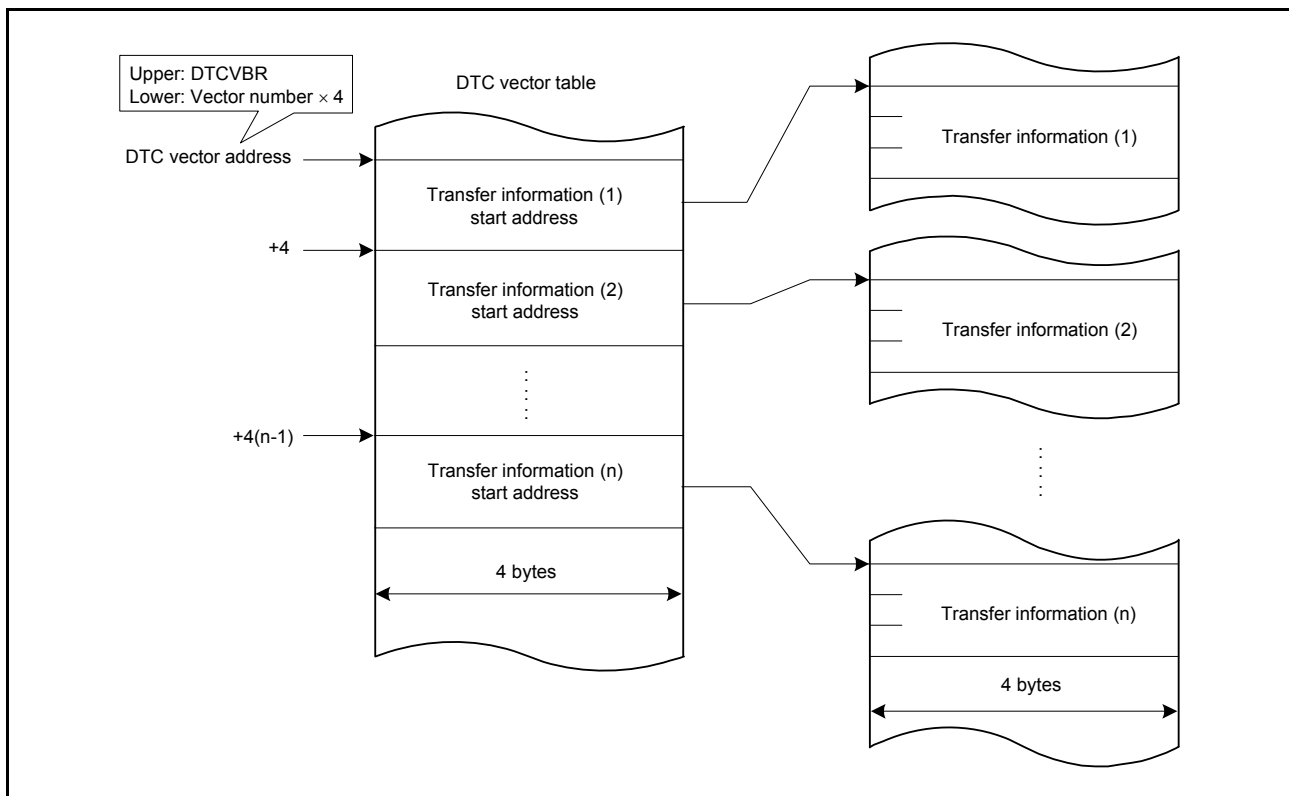 Upper: DTCVBR
Lower: Vector number × 4
DTC vector table
DTC vector address
Transfer information (1)
start address
+4
Transfer information (2)
start address
+4(n-1)
Transfer information (n)
start address
4 bytes
Transfer information (1)
Transfer information (2)
Transfer information (n)
4 bytes